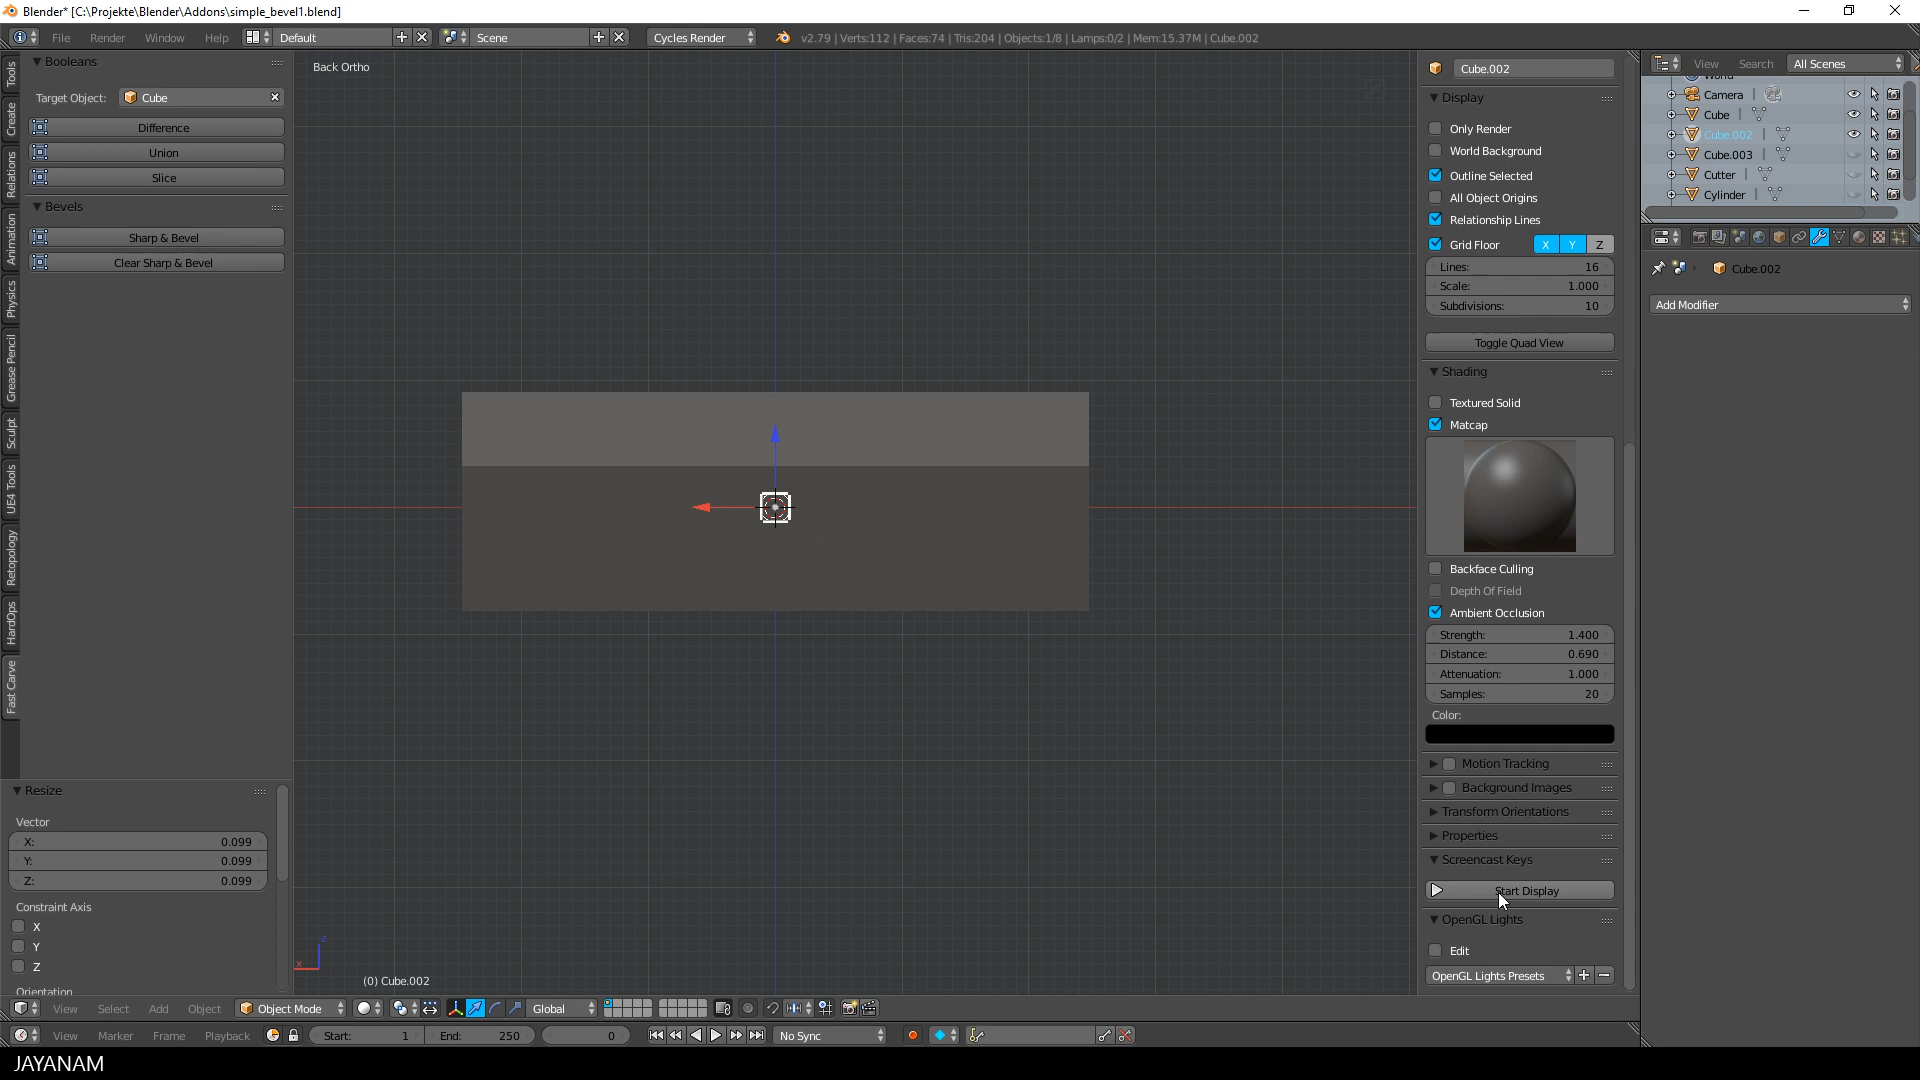 Blender* [C:\Projekte\Blender\Addons\simple_bevel1.blend]
File Render Window Help Default Scene Cycles Render v2.79 | Verts:112 | Faces:74 | Tris:204 | Objects:1/8 | Lamps:0/2 | Mem:15.37M | Cube.002
Tools
Create
Relations
Animation
Physics
Grease Pencil
Sculpt
UE4 Tools
Retopology
HardOps
Fast Carve
Booleans
Target Object: Cube
Difference
Union
Slice
Bevels
Sharp & Bevel
Clear Sharp & Bevel
Resize
Vector
X: 0.099
Y: 0.099
Z: 0.099
Constraint Axis
X
Y
Z
Orientation
Back Ortho
z
x
(0) Cube.002
Cube.002
Display
Only Render
World Background
Outline Selected
All Object Origins
Relationship Lines
Grid Floor X Y Z
Lines: 16
Scale: 1.000
Subdivisions: 10
Toggle Quad View
Shading
Textured Solid
Matcap
Backface Culling
Depth Of Field
Ambient Occlusion
Strength: 1.400
Distance: 0.690
Attenuation: 1.000
Samples: 20
Color:
Motion Tracking
Background Images
Transform Orientations
Properties
Screencast Keys
Start Display
OpenGL Lights
Edit
OpenGL Lights Presets
View Search All Scenes
World
Camera
Cube
Cube.002
Cube.003
Cutter
Cylinder
Cube.002
Add Modifier
View Select Add Object Object Mode Global
View Marker Frame Playback Start: 1 End: 250 0 No Sync
JAYANAM